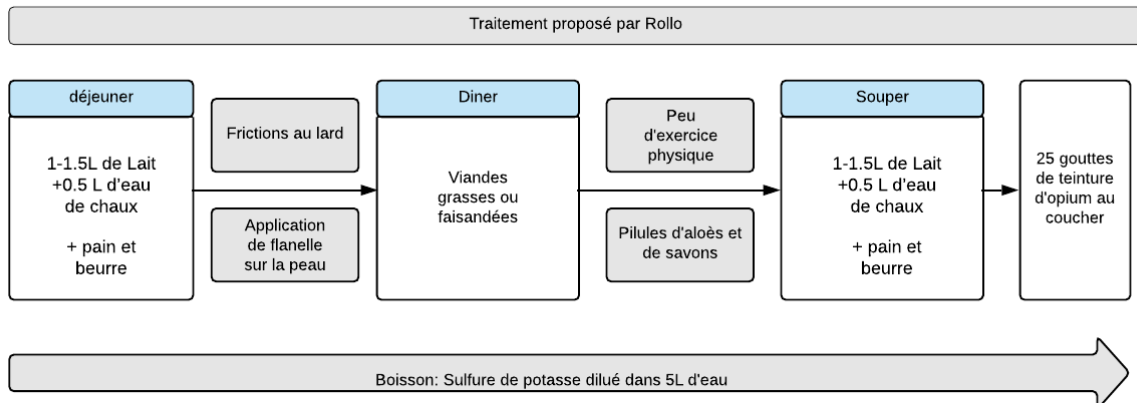 Traitement proposé par Rollo
déjeuner
1-1.5L de Lait
+0.5 L d'eau
de chaux
+ pain et
beurre
Frictions au lard
Application
de flanelle
sur la peau
Diner
Viandes
grasses ou
faisandées
Peu
d'exercice
physique
Pilules d'aloès et
de savons
Souper
1-1.5L de Lait
+0.5 L d'eau
de chaux
+ pain et
beurre
25 gouttes
de teinture
d'opium au
coucher
Boisson: Sulfure de potasse dilué dans 5L d'eau